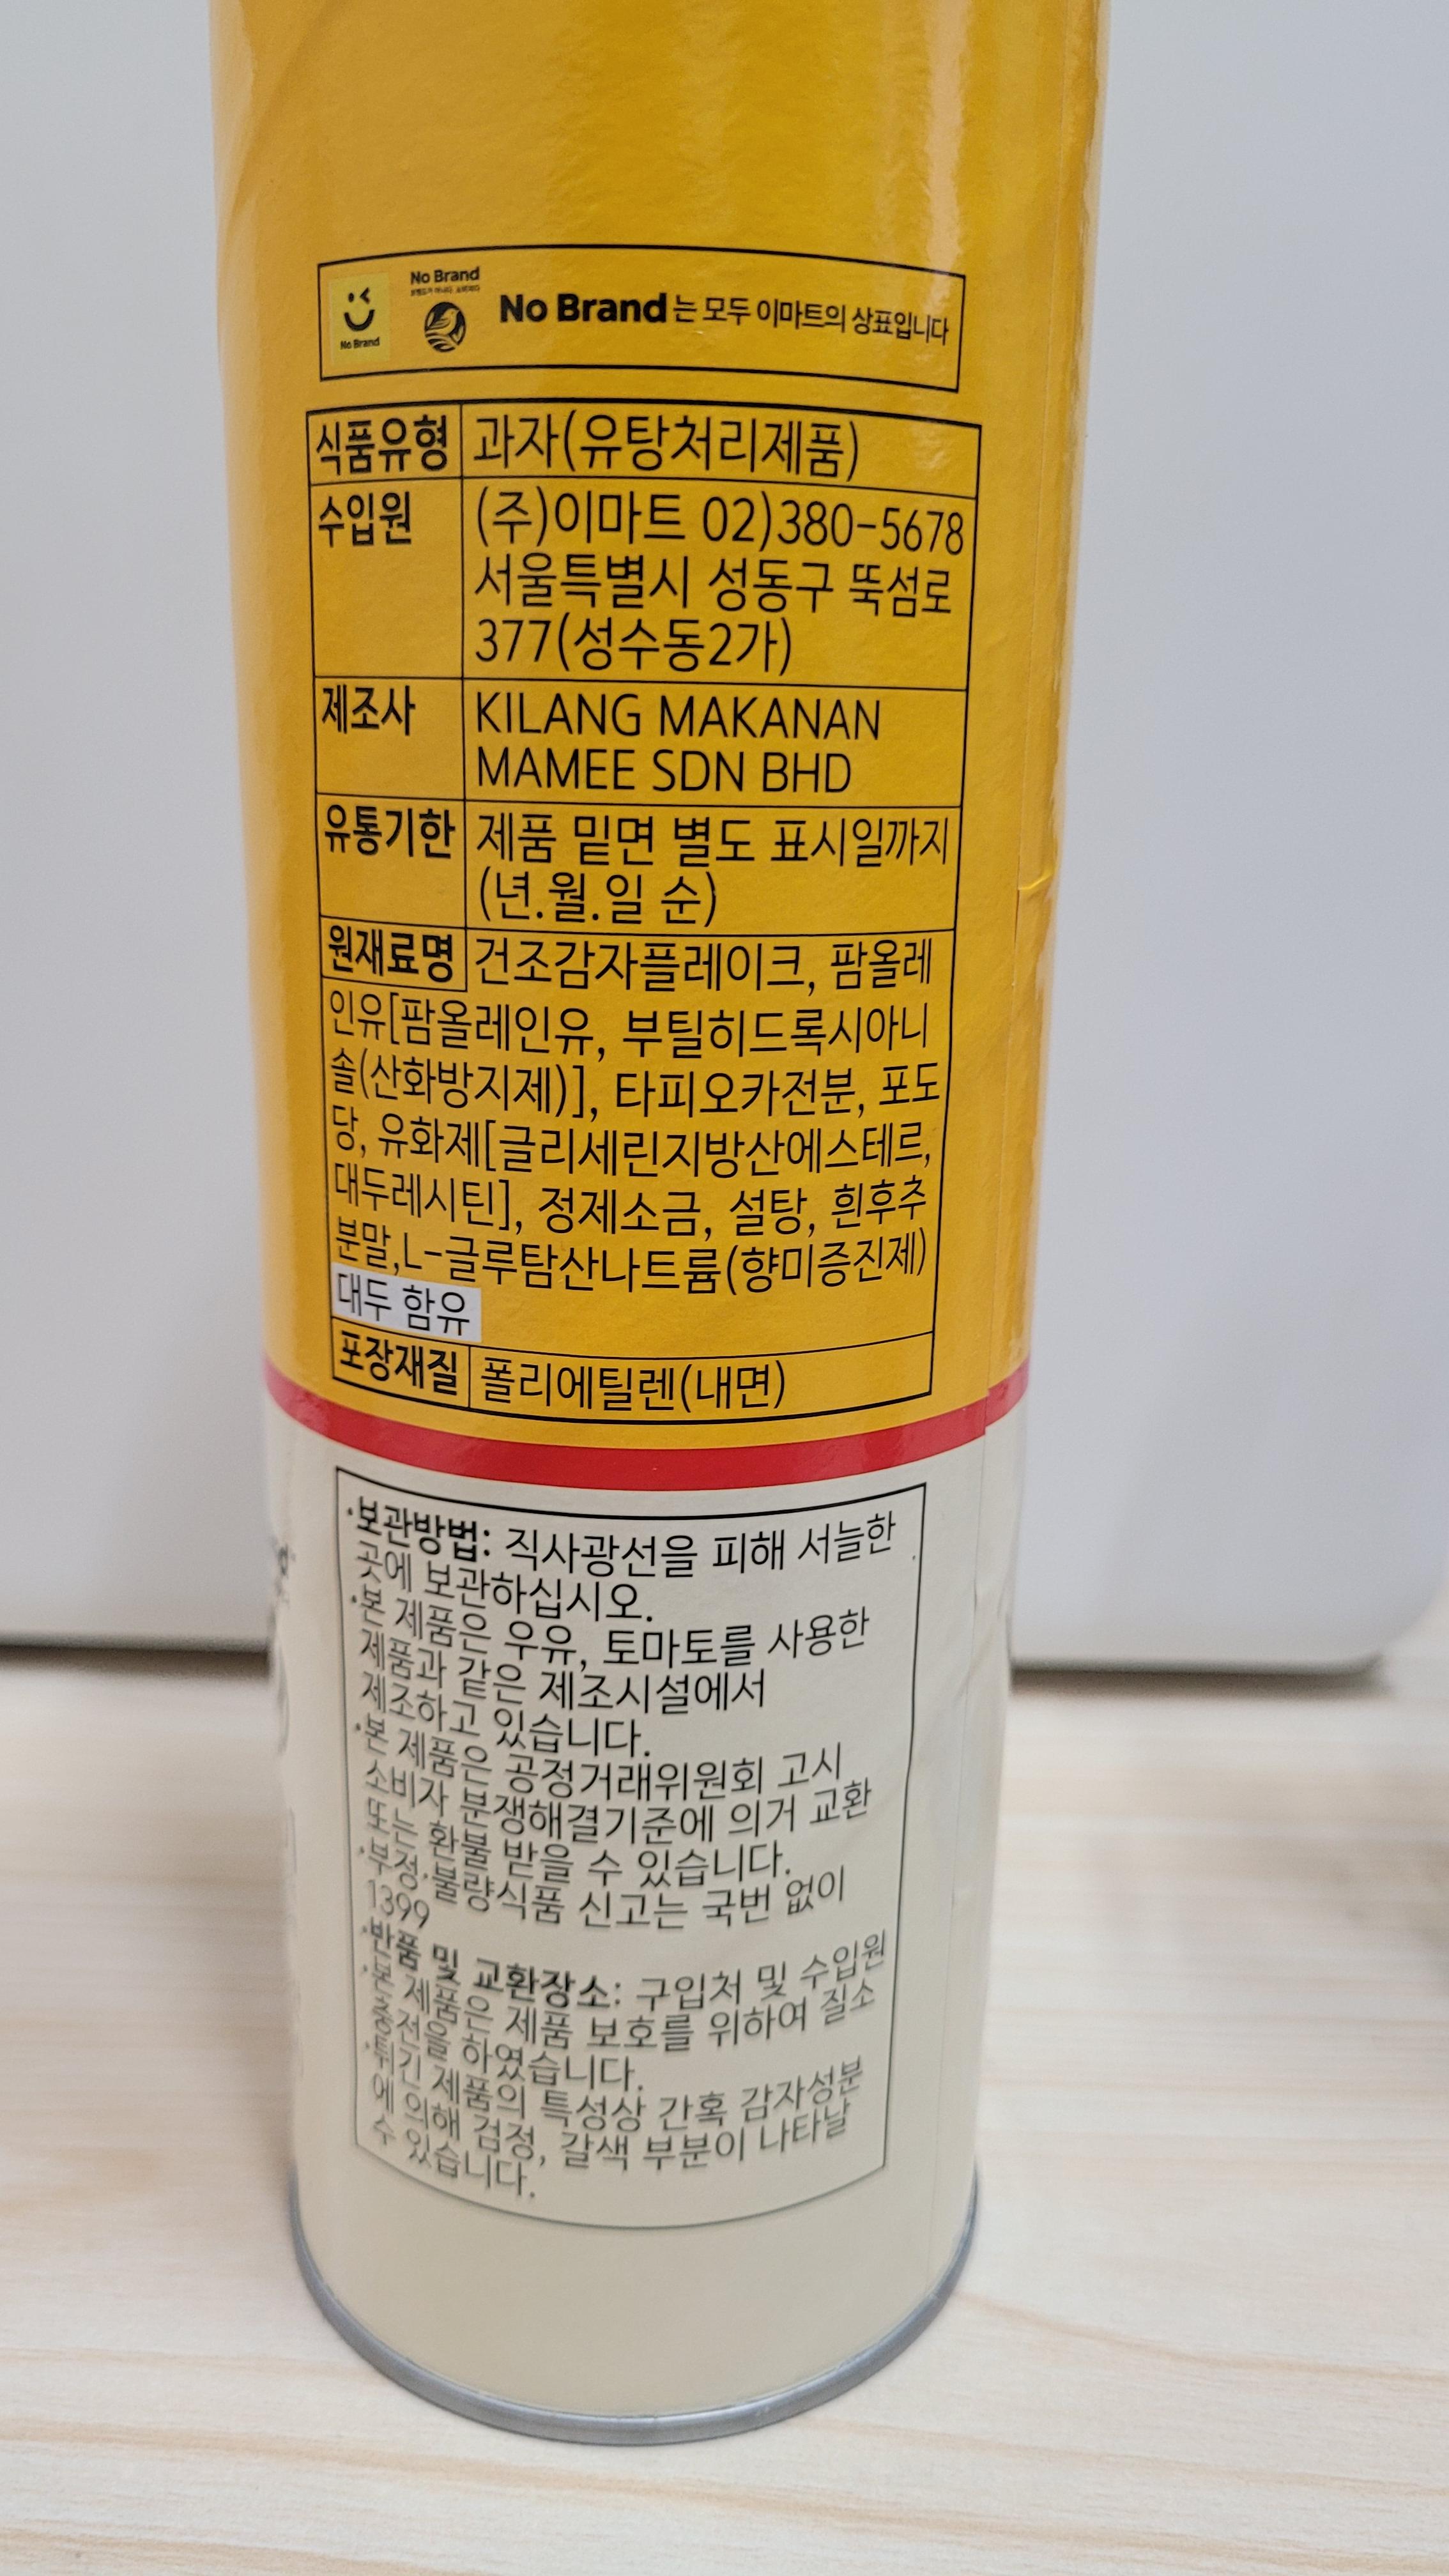 No Brand
No Brand
No Brand는 모두 이마트의 상표입니다
식품유형 과자(유탕처리제품)
수입원 (주)이마트 02)380-5678
서울특별시 성동구 뚝섬로
377(성수동2가)
제조사 KILANG MAKANAN
MAMEE SDN BHD
유통기한 제품 밑면 별도 표시일까지
(년.월.일 순)
원재료명 건조감자플레이크, 팜올레
인유[팜올레인유, 부틸히드록시아니
솔(산화방지제)], 타피오카전분, 포도
당, 유화제[글리세린지방산에스테르,
대두레시틴], 정제소금, 설탕, 흰후추
분말,L-글루탐산나트륨(향미증진제)
대두 함유
포장재질 폴리에틸렌(내면)
·보관방법: 직사광선을 피해 서늘한
곳에 보관하십시오.
·본 제품은 우유, 토마토를 사용한
제품과 같은 제조시설에서
제조하고 있습니다.
·본 제품은 공정거래위원회 고시
소비자 분쟁해결기준에 의거 교환
또는 환불 받을 수 있습니다.
·부정·불량식품 신고는 국번 없이
1399
·반품 및 교환장소: 구입처 및 수입원
·본 제품은 제품 보호를 위하여 질소
충전을 하였습니다.
·튀긴 제품의 특성상 간혹 감자성분
에 의해 검정, 갈색 부분이 나타날
수 있습니다.